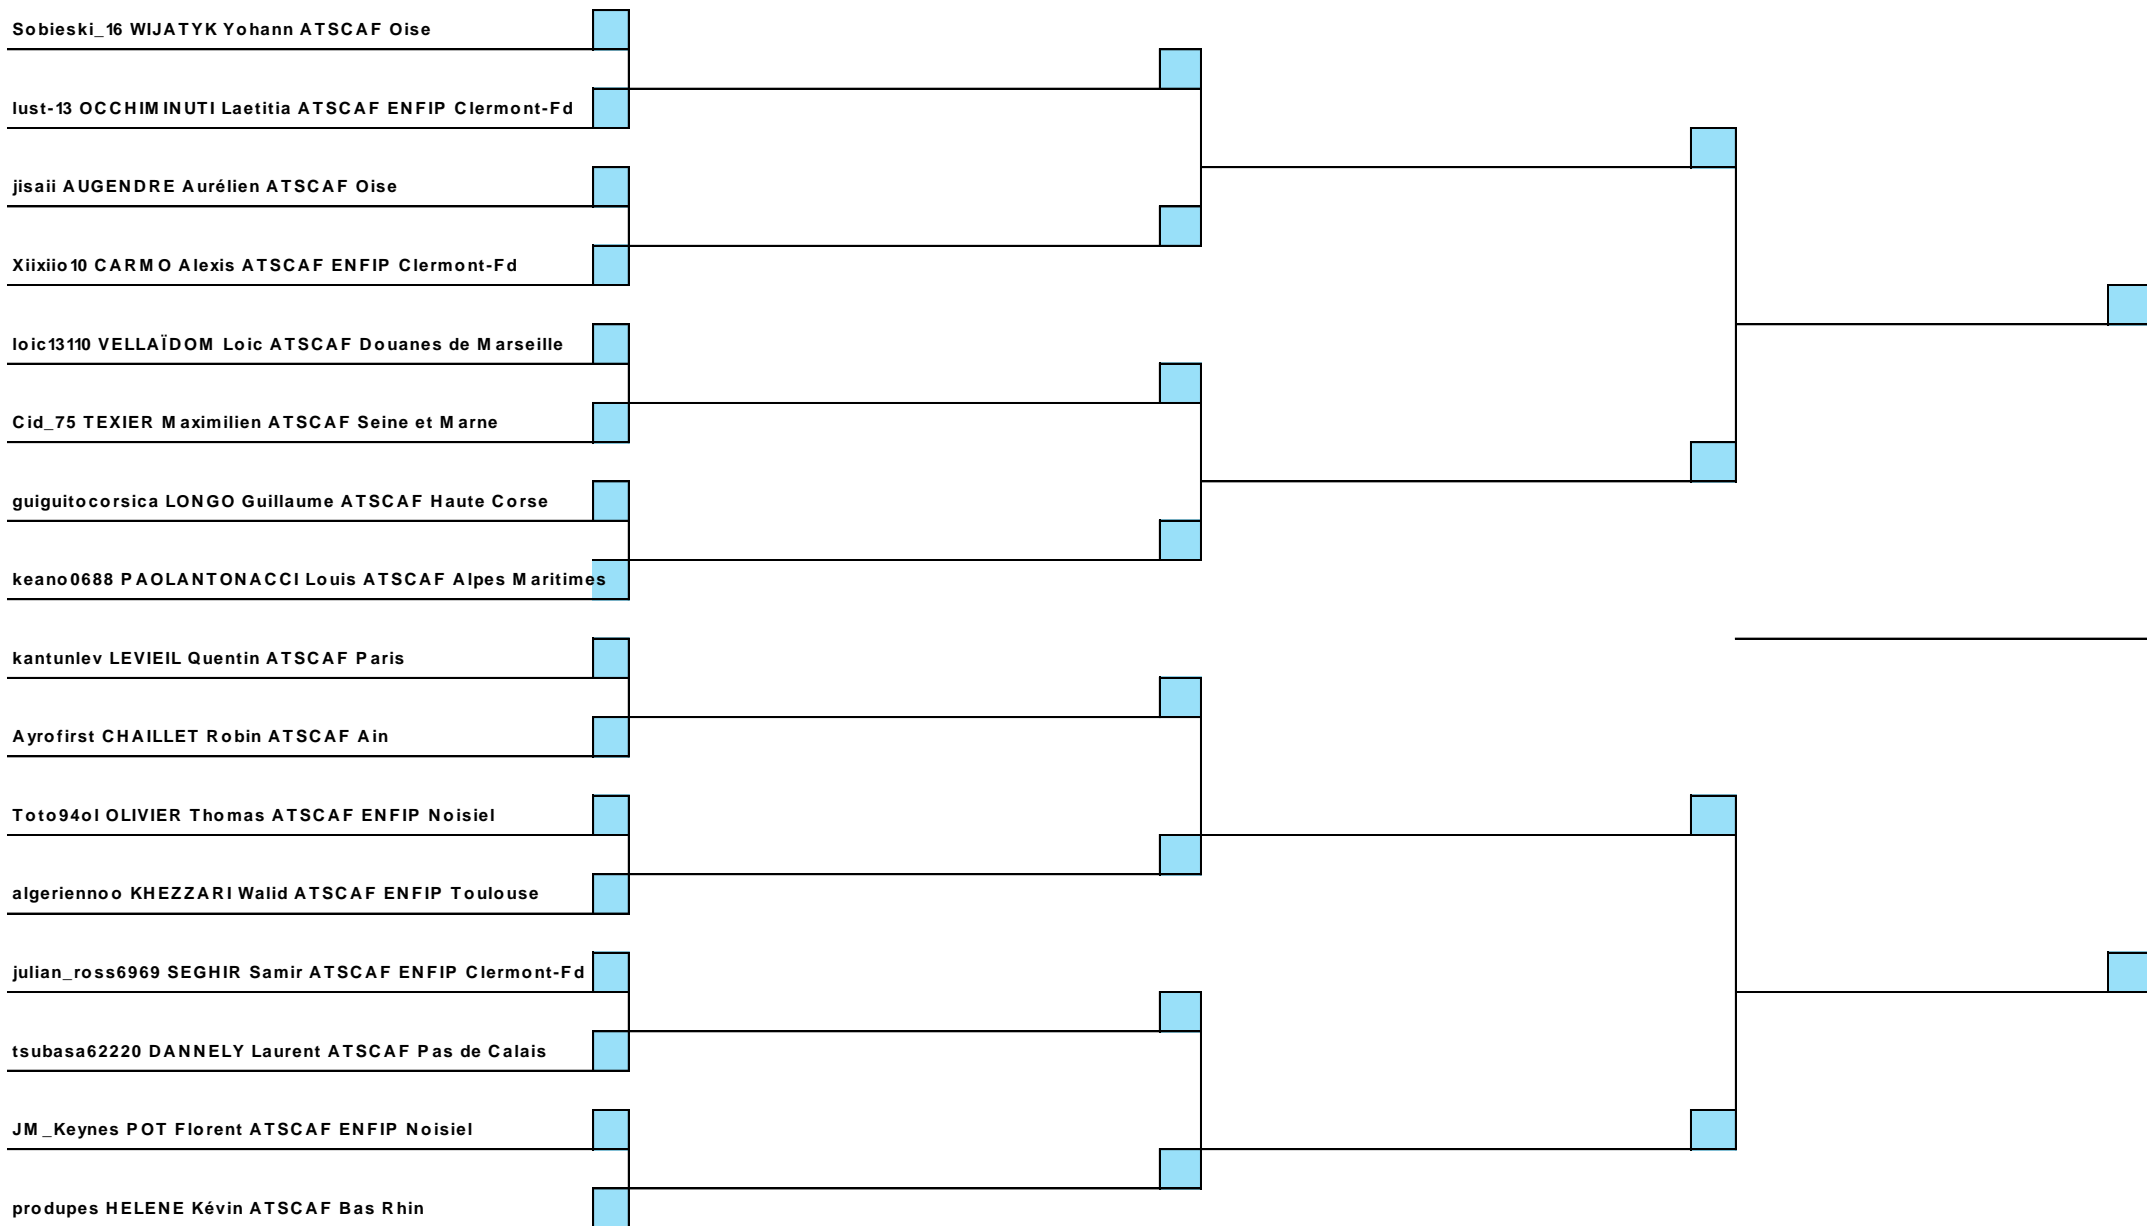 Sobieski_16 WIJATYK Yohann ATSCAF Oise
lust-13 OCCHIMINUTI Laetitia ATSCAF ENFIP Clermont-Fd
jisaii AUGENDRE Aurélien ATSCAF Oise
Xiixiio10 CARMO Alexis ATSCAF ENFIP Clermont-Fd
loic13110 VELLAÏDOM Loic ATSCAF Douanes de Marseille
Cid_75 TEXIER Maximilien ATSCAF Seine et Marne
guiguitocorsica LONGO Guillaume ATSCAF Haute Corse
keano0688 PAOLANTONACCI Louis ATSCAF Alpes Maritimes
kantunlev LEVIEIL Quentin ATSCAF Paris
Ayrofirst CHAILLET Robin ATSCAF Ain
Toto94ol OLIVIER Thomas ATSCAF ENFIP Noisiel
algeriennoo KHEZZARI Walid ATSCAF ENFIP Toulouse
julian_ross6969 SEGHIR Samir ATSCAF ENFIP Clermont-Fd
tsubasa62220 DANNELY Laurent ATSCAF Pas de Calais
JM_Keynes POT Florent ATSCAF ENFIP Noisiel
produpes HELENE Kévin ATSCAF Bas Rhin